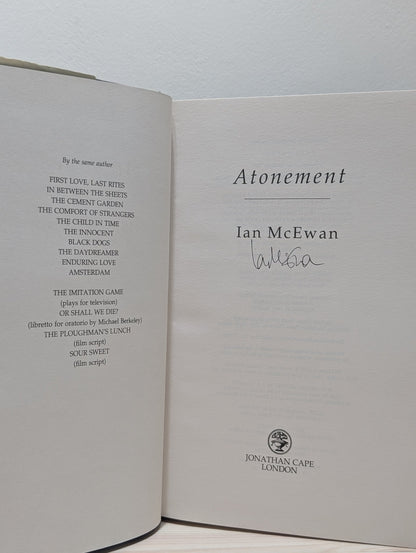 By the same author
FIRST LOVE, LAST RITES
IN BETWEEN THE SHEETS
THE CEMENT GARDEN
THE COMFORT OF STRANGERS
THE CHILD IN TIME
THE INNOCENT
BLACK DOGS
THE DAYDREAMER
ENDURING LOVE
AMSTERDAM
THE IMITATION GAME
(plays for television)
OR SHALL WE DIE?
(libretto for oratorio by Michael Berkeley)
THE PLOUGHMAN'S LUNCH
(film script)
SOUR SWEET
(film script)
Atonement
Ian McEwan
JONATHAN CAPE
LONDON